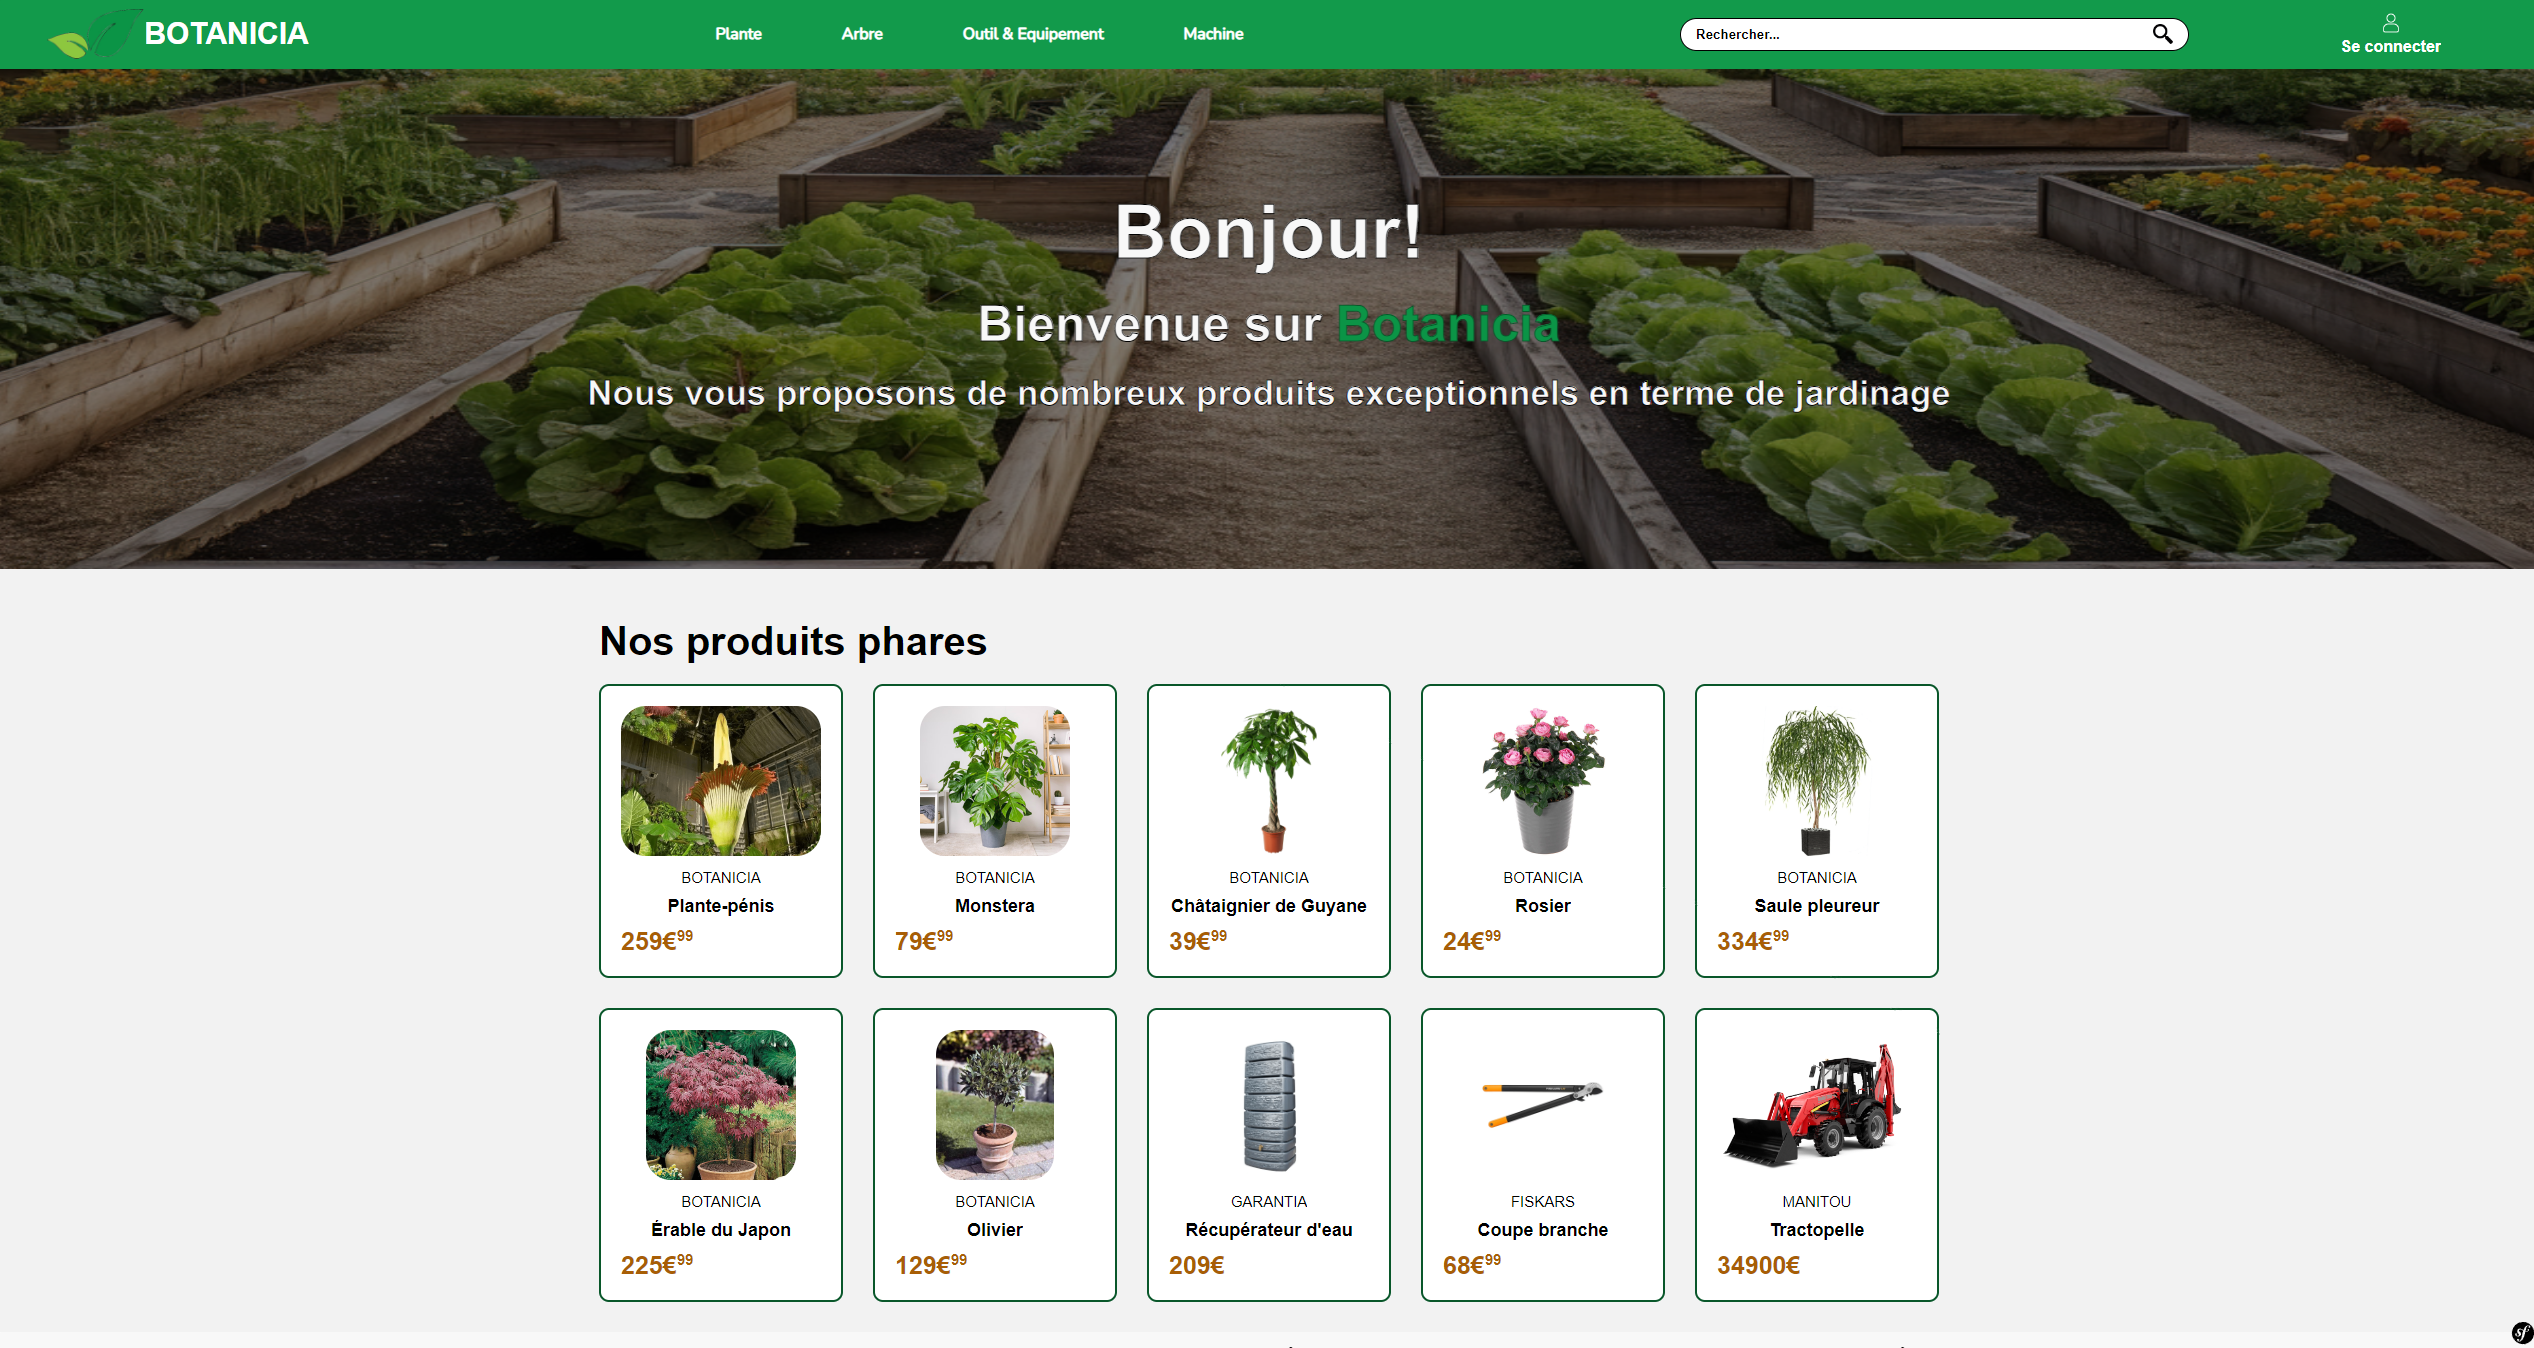 BOTANICIA
Plante
Arbre
Outil & Equipement
Machine
Rechercher...
Se connecter
Bonjour!
Bienvenue sur Botanicia
Nous vous proposons de nombreux produits exceptionnels en terme de jardinage
Nos produits phares
BOTANICIA
Plante-pénis
259€99
BOTANICIA
Monstera
79€99
BOTANICIA
Châtaignier de Guyane
39€99
BOTANICIA
Rosier
24€99
BOTANICIA
Saule pleureur
334€99
BOTANICIA
Érable du Japon
225€99
BOTANICIA
Olivier
129€99
GARANTIA
Récupérateur d'eau
209€
FISKARS
Coupe branche
68€99
MANITOU
Tractopelle
34900€
sf